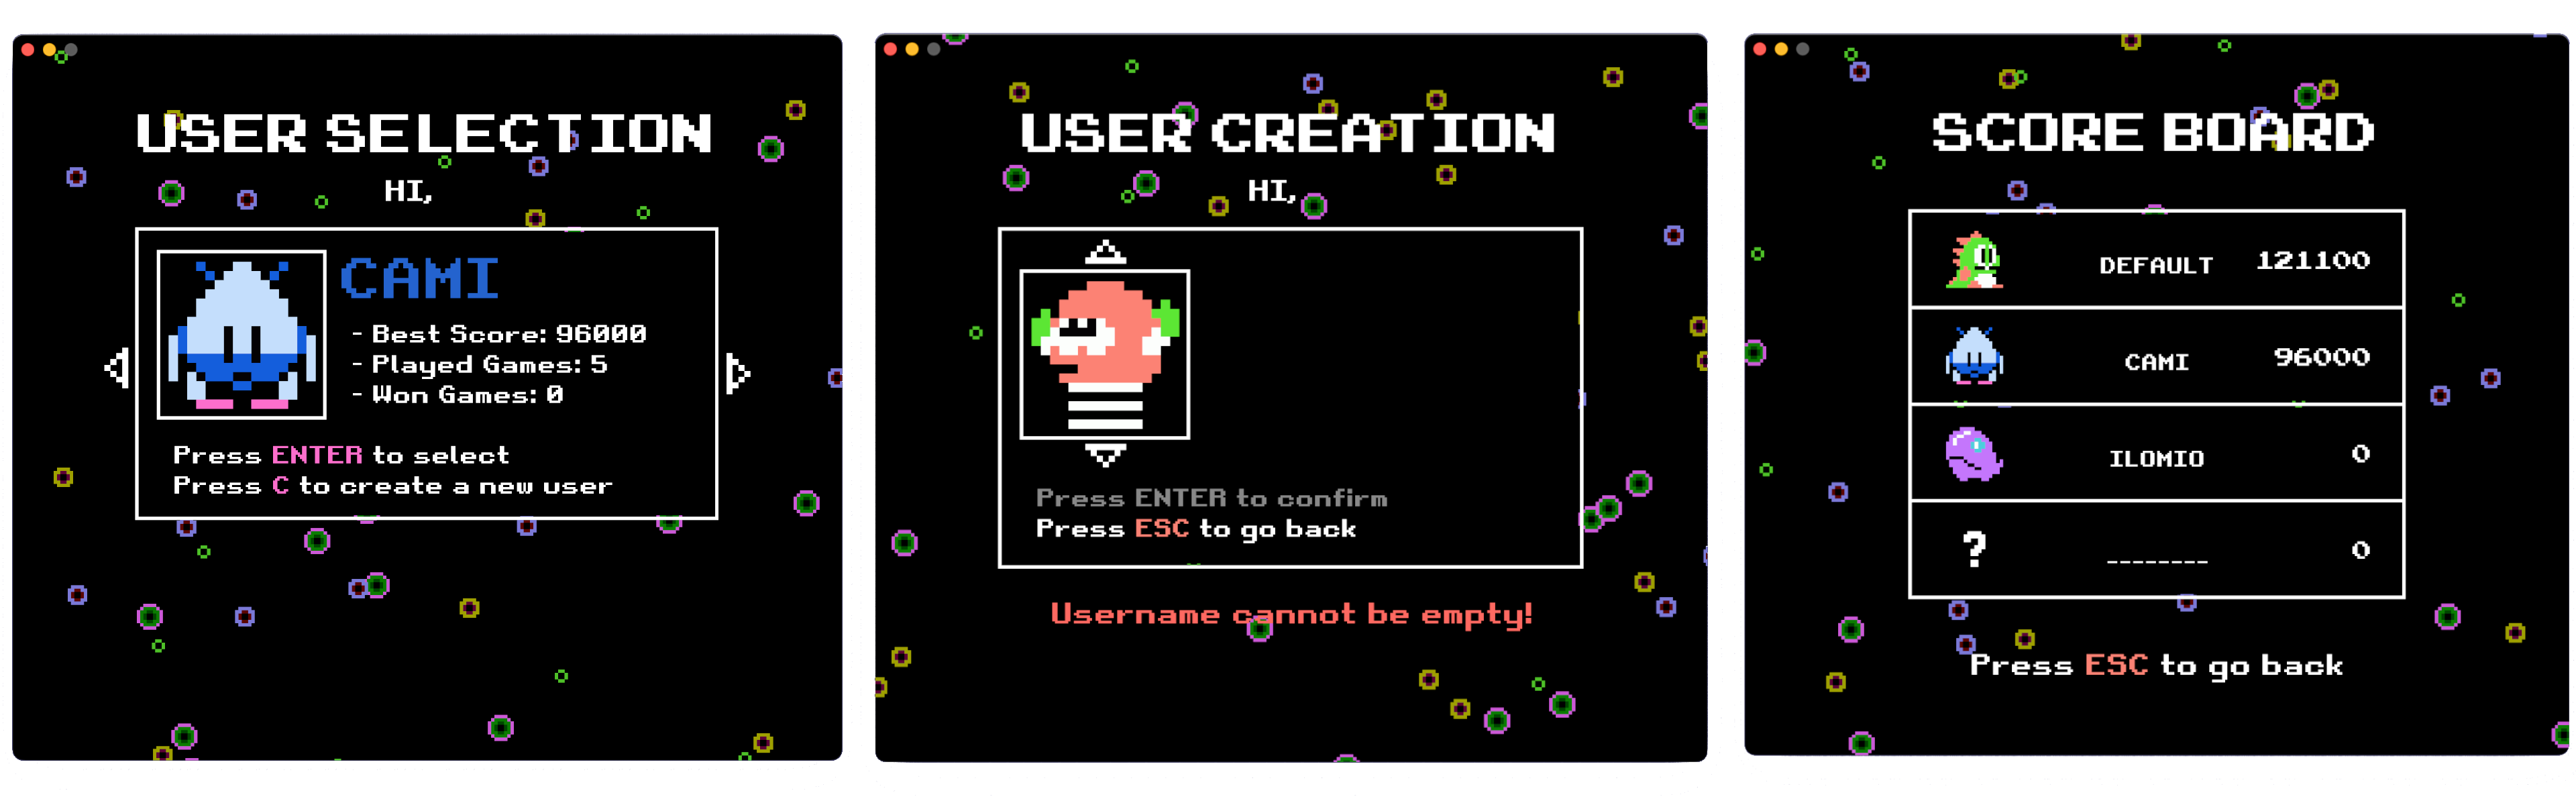 USER SELECTION
HI,
CAMI
- Best Score: 96000
- Played Games: 5
- Won Games: 0
Press ENTER to select
Press C to create a new user
USER CREATION
HI,
Press ENTER to confirm
Press ESC to go back
Username cannot be empty!
SCORE BOARD
DEFAULT 121100
CAMI 96000
ILOMIO 0
? ________ 0
Press ESC to go back